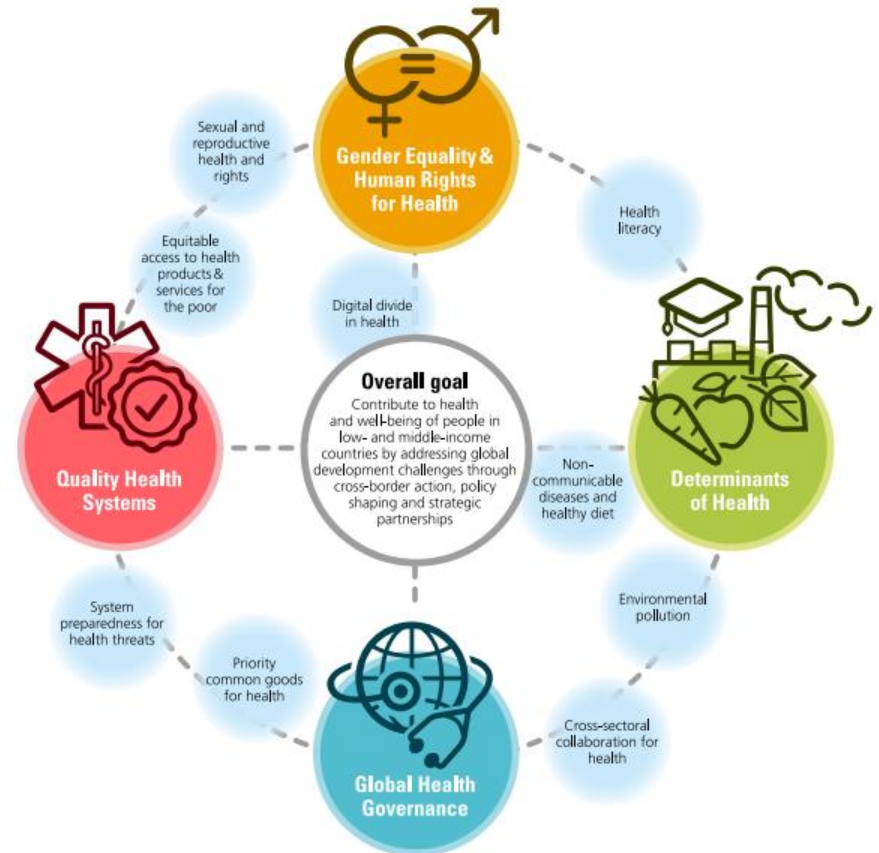 Gender Equality &
Human Rights
for Health
Sexual and
reproductive
health and
rights
Health
literacy
Equitable
access to health
products &
services for
the poor
Digital divide
in health
Overall goal
Contribute to health
and well-being of people in
low- and middle-income
countries by addressing global
development challenges through
cross-border action, policy
shaping and strategic
partnerships
Quality Health
Systems
Non-
communicable
diseases and
healthy diet
Determinants
of Health
System
preparedness for
health threats
Environmental
pollution
Priority
common goods
for health
Cross-sectoral
collaboration for
health
Global Health
Governance